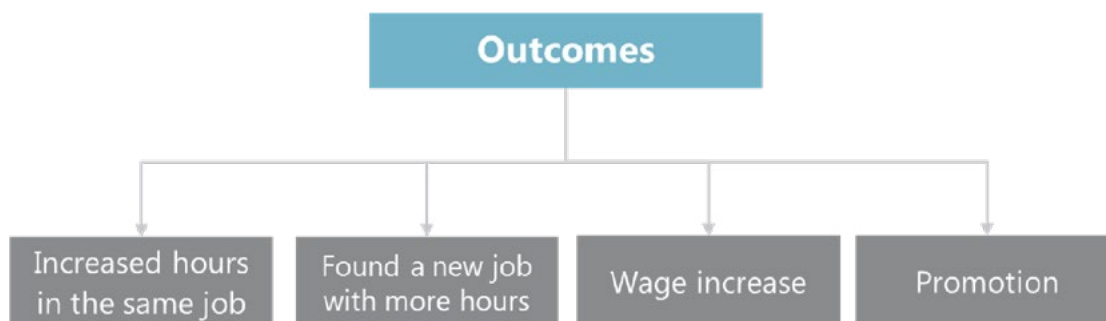 Outcomes
Increased hours
in the same job
Found a new job
with more hours
Wage increase
Promotion